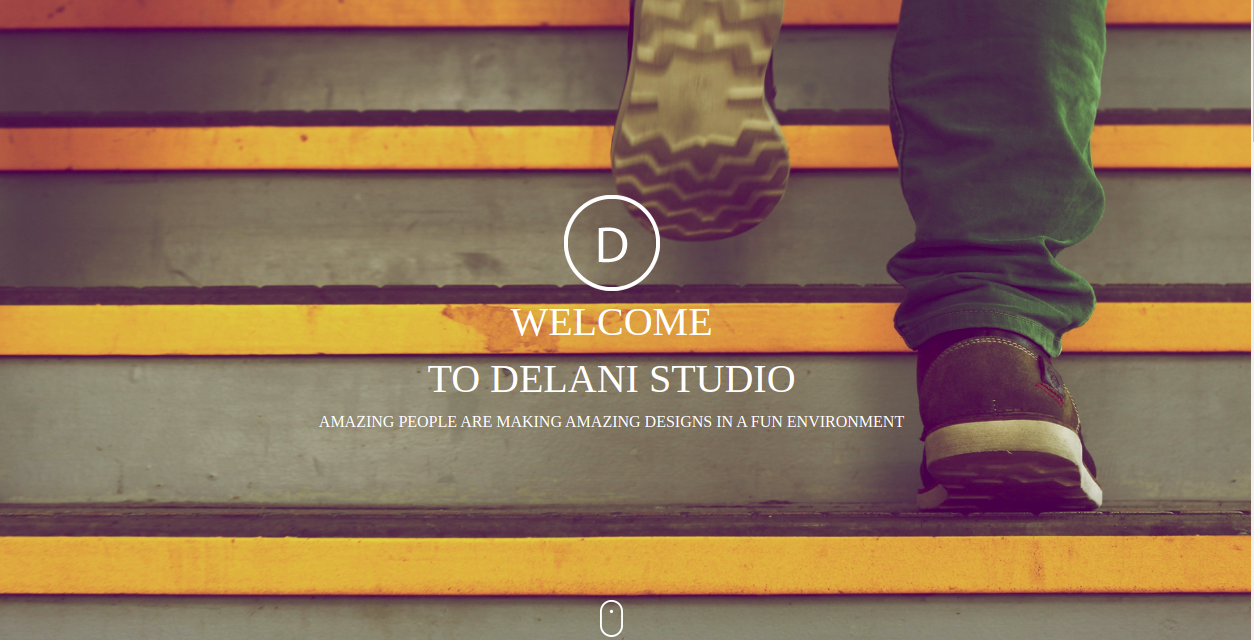 D
WELCOME
TO DELANI STUDIO
AMAZING PEOPLE ARE MAKING AMAZING DESIGNS IN A FUN ENVIRONMENT